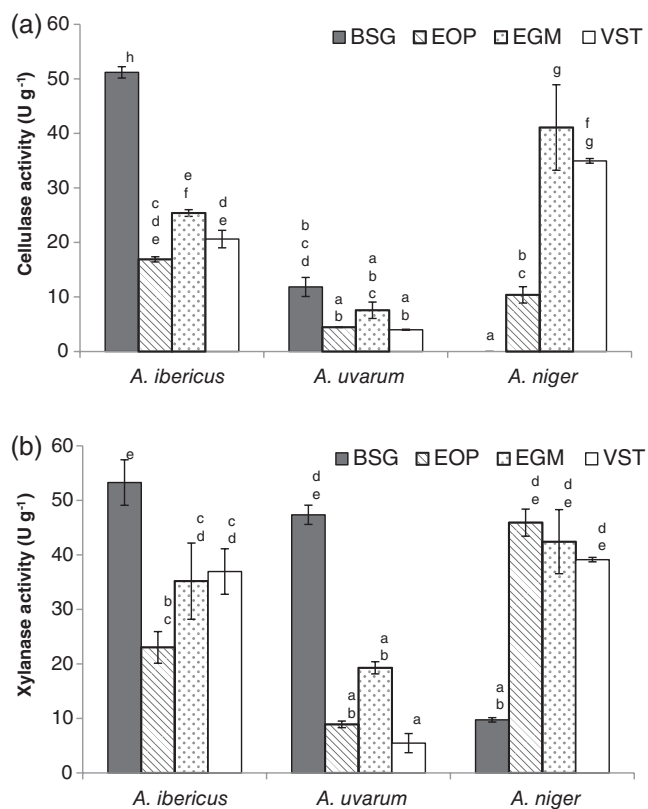 (a)
60
50
40
30
20
10
0
Cellulase activity (U g⁻¹)
BSG EOP EGM VST
h
c
d
e
e
f
d
e
b
c
d
a
b
a
b
c
a
b
a
b
c
g
f
g
A. ibericus A. uvarum A. niger
(b)
60
50
40
30
20
10
0
Xylanase activity (U g⁻¹)
BSG EOP EGM VST
e
b
c
c
d
c
d
d
e
a
b
a
b
a
a
b
d
e
d
e
d
e
A. ibericus A. uvarum A. niger